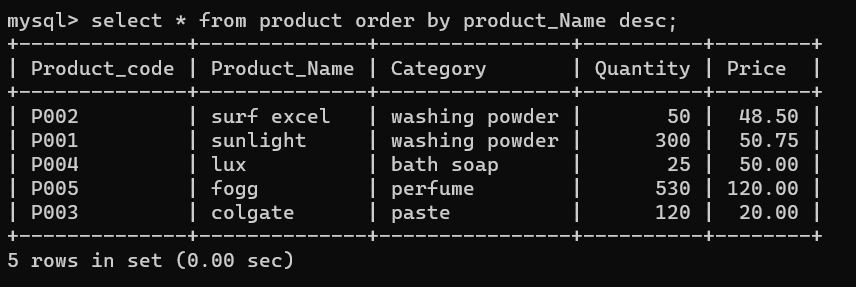 mysql> select * from product order by product_Name desc;
+--------------+--------------+----------------+----------+--------+
| Product_code | Product_Name | Category       | Quantity | Price  |
+--------------+--------------+----------------+----------+--------+
| P002         | surf excel   | washing powder |       50 |  48.50 |
| P001         | sunlight     | washing powder |      300 |  50.75 |
| P004         | lux          | bath soap      |       25 |  50.00 |
| P005         | fogg         | perfume        |      530 | 120.00 |
| P003         | colgate      | paste          |      120 |  20.00 |
+--------------+--------------+----------------+----------+--------+
5 rows in set (0.00 sec)